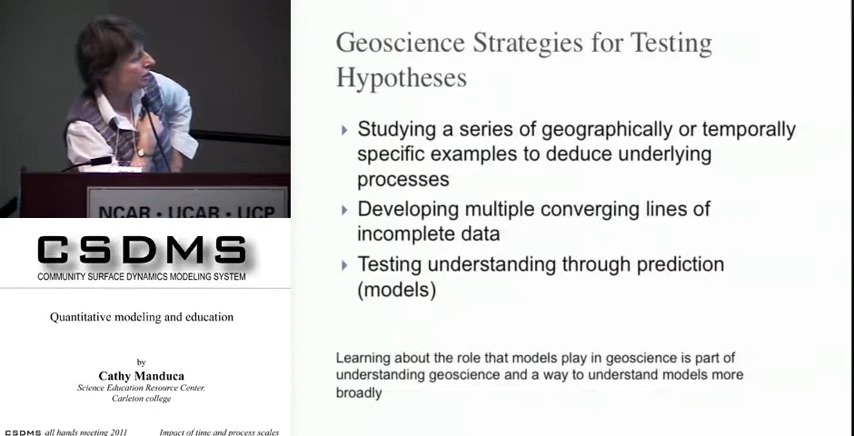 Geoscience Strategies for Testing
Hypotheses
Studying a series of geographically or temporally
specific examples to deduce underlying
processes
Developing multiple converging lines of
incomplete data
Testing understanding through prediction
(models)
Learning about the role that models play in geoscience is part of
understanding geoscience and a way to understand models more
broadly
NCAR · UCAR · UCP
CSDMS
COMMUNITY SURFACE DYNAMICS MODELING SYSTEM
Quantitative modeling and education
by
Cathy Manduca
Science Education Resource Center,
Carleton college
CSDMS all hands meeting 2011 Impact of time and process scales